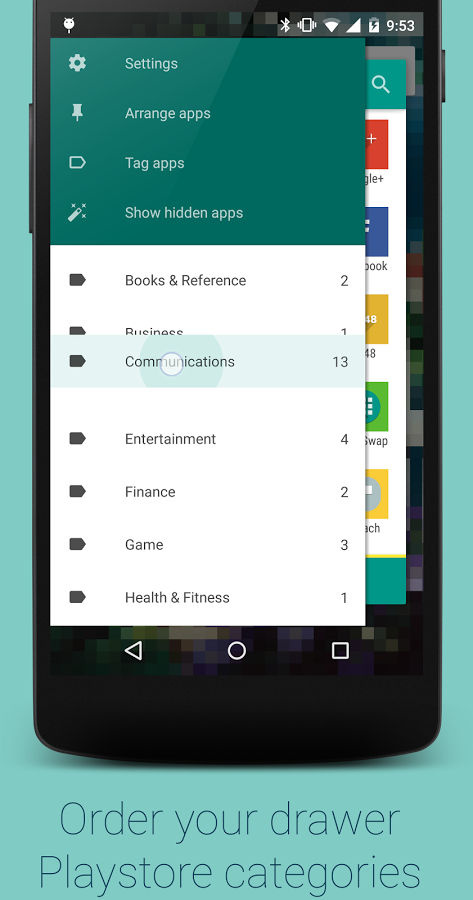 9:53
Settings
Arrange apps
Tag apps
Show hidden apps
gle+
book
48
48
Swap
ach
Books & Reference 2
Business 1
Communications 13
Entertainment 4
Finance 2
Game 3
Health & Fitness 1
Order your drawer
Playstore categories